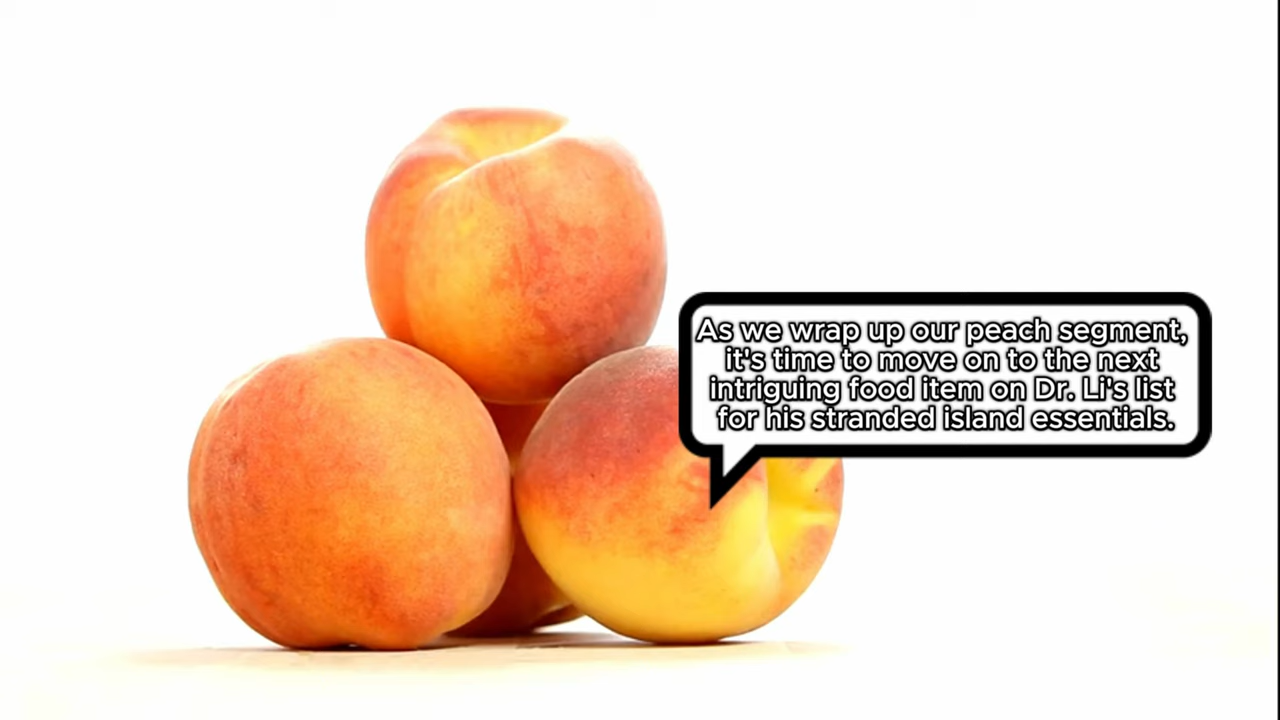 As we wrap up our peach segment,
it's time to move on to the next
intriguing food item on Dr. Li's list
for his stranded island essentials.